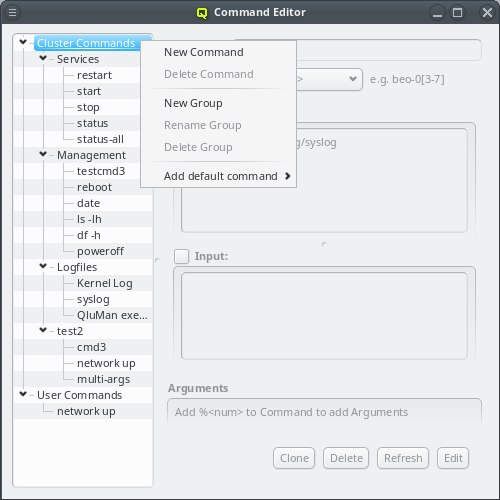 Command Editor
Cluster Commands
Services
restart
start
stop
status
status-all
Management
testcmd3
reboot
date
ls -lh
df -h
poweroff
Logfiles
Kernel Log
syslog
QluMan exe...
test2
cmd3
network up
multi-args
User Commands
network up
New Command
Delete Command
New Group
Rename Group
Delete Group
Add default command
> e.g. beo-0[3-7]
g/syslog
Input:
Arguments
Add %<num> to Command to add Arguments
Clone Delete Refresh Edit